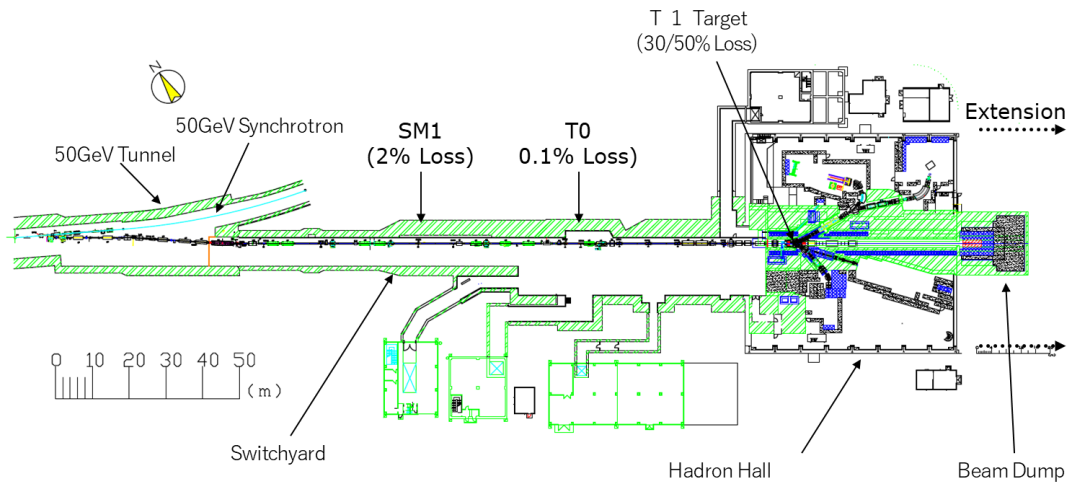 T 1 Target
(30/50% Loss)
N
50GeV Synchrotron
SM1
(2% Loss)
T0
0.1% Loss)
Extension
50GeV Tunnel
0 10 20 30 40 50
(m)
Switchyard
Hadron Hall
Beam Dump